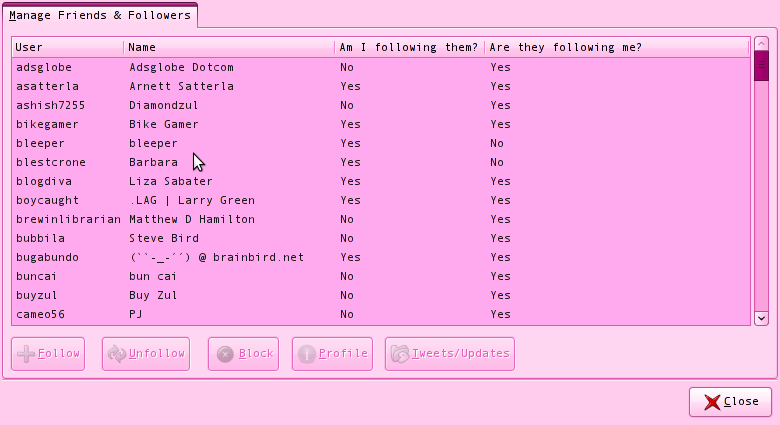 Manage Friends & Followers
User Name Am I following them? Are they following me?
adsglobe Adsglobe Dotcom No Yes
asatterla Arnett Satterla Yes Yes
ashish7255 Diamondzul No Yes
bikegamer Bike Gamer Yes Yes
bleeper bleeper Yes No
blestcrone Barbara Yes No
blogdiva Liza Sabater Yes Yes
boycaught .LAG | Larry Green Yes Yes
brewinlibrarian Matthew D Hamilton No Yes
bubbila Steve Bird No Yes
bugabundo (``-_-´´) @ brainbird.net Yes Yes
buncai bun cai No Yes
buyzul Buy Zul No Yes
cameo56 PJ No Yes
Follow Unfollow Block Profile Tweets/Updates
Close